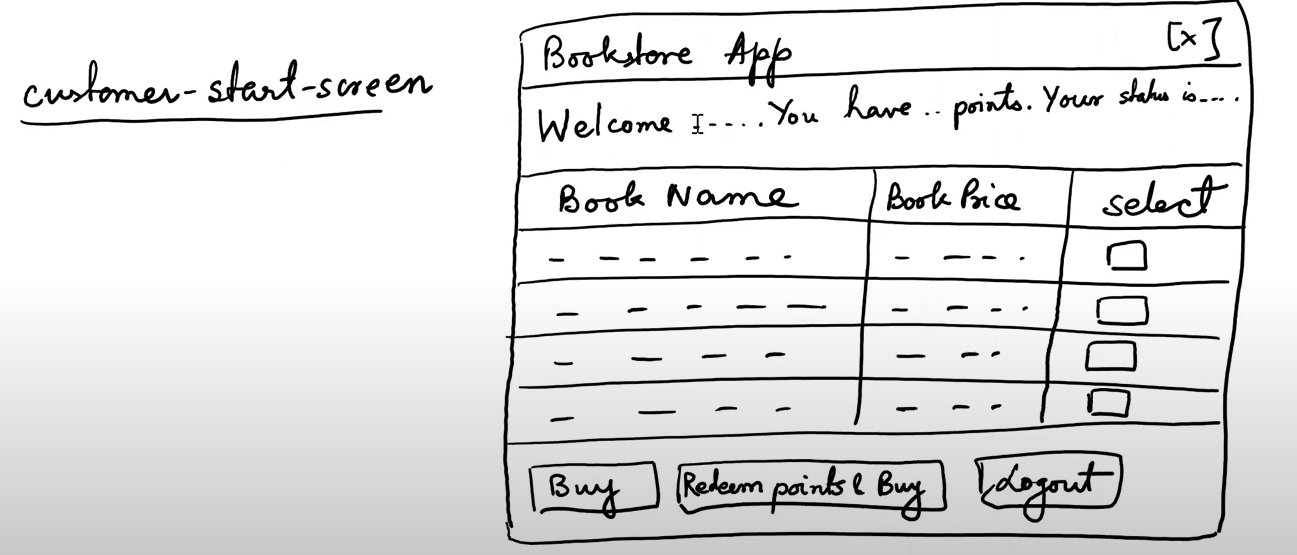 customer-start-screen
Bookstore App [x]
Welcome ..... You have .. points. Your status is....
Book Name Book Price select
Buy Redeem points & Buy Logout